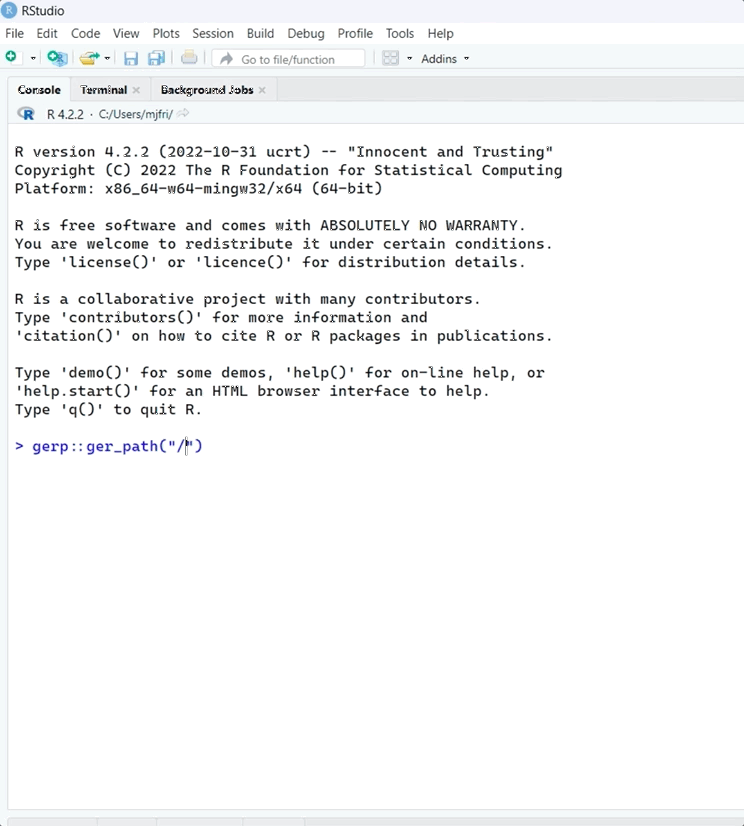 RStudio
File Edit Code View Plots Session Build Debug Profile Tools Help
Go to file/function Addins
Console Terminal Background Jobs
R 4.2.2 · C:/Users/mjfri/
R version 4.2.2 (2022-10-31 ucrt) -- "Innocent and Trusting"
Copyright (C) 2022 The R Foundation for Statistical Computing
Platform: x86_64-w64-mingw32/x64 (64-bit)
R is free software and comes with ABSOLUTELY NO WARRANTY.
You are welcome to redistribute it under certain conditions.
Type 'license()' or 'licence()' for distribution details.
R is a collaborative project with many contributors.
Type 'contributors()' for more information and
'citation()' on how to cite R or R packages in publications.
Type 'demo()' for some demos, 'help()' for on-line help, or
'help.start()' for an HTML browser interface to help.
Type 'q()' to quit R.
> gerp::ger_path("/")